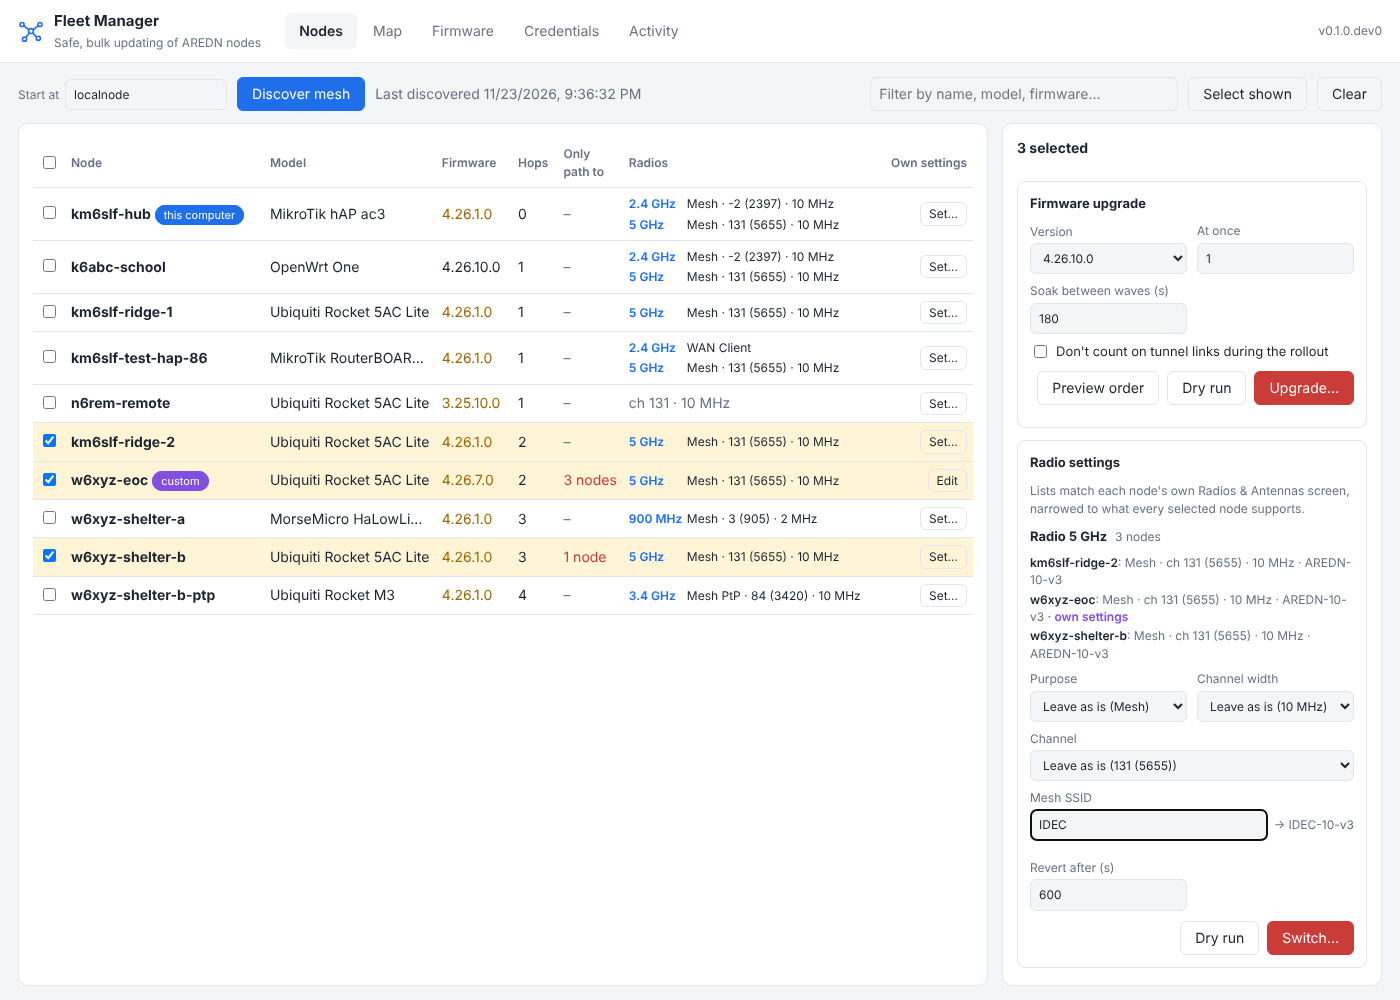 Fleet Manager
Safe, bulk updating of AREDN nodes
Nodes
Map
Firmware
Credentials
Activity
v0.1.0.dev0
Start at
localnode
Discover mesh
Last discovered 11/23/2026, 9:36:32 PM
Filter by name, model, firmware...
Select shown
Clear
Node Model Firmware Hops Only path to Radios Own settings
km6slf-hub this computer MikroTik hAP ac3 4.26.1.0 0 – 2.4 GHz Mesh · -2 (2397) · 10 MHz Set...
5 GHz Mesh · 131 (5655) · 10 MHz
k6abc-school OpenWrt One 4.26.10.0 1 – 2.4 GHz Mesh · -2 (2397) · 10 MHz Set...
5 GHz Mesh · 131 (5655) · 10 MHz
km6slf-ridge-1 Ubiquiti Rocket 5AC Lite 4.26.1.0 1 – 5 GHz Mesh · 131 (5655) · 10 MHz Set...
km6slf-test-hap-86 MikroTik RouterBOAR... 4.26.1.0 1 – 2.4 GHz WAN Client Set...
5 GHz Mesh · 131 (5655) · 10 MHz
n6rem-remote Ubiquiti Rocket 5AC Lite 3.25.10.0 1 – ch 131 · 10 MHz Set...
km6slf-ridge-2 Ubiquiti Rocket 5AC Lite 4.26.1.0 2 – 5 GHz Mesh · 131 (5655) · 10 MHz Set...
w6xyz-eoc custom Ubiquiti Rocket 5AC Lite 4.26.7.0 2 3 nodes 5 GHz Mesh · 131 (5655) · 10 MHz Edit
w6xyz-shelter-a MorseMicro HaLowLi... 4.26.1.0 3 – 900 MHz Mesh · 3 (905) · 2 MHz Set...
w6xyz-shelter-b Ubiquiti Rocket 5AC Lite 4.26.1.0 3 1 node 5 GHz Mesh · 131 (5655) · 10 MHz Set...
w6xyz-shelter-b-ptp Ubiquiti Rocket M3 4.26.1.0 4 – 3.4 GHz Mesh PtP · 84 (3420) · 10 MHz Set...
3 selected
Firmware upgrade
Version
At once
4.26.10.0
1
Soak between waves (s)
180
Don't count on tunnel links during the rollout
Preview order
Dry run
Upgrade...
Radio settings
Lists match each node's own Radios & Antennas screen,
narrowed to what every selected node supports.
Radio 5 GHz 3 nodes
km6slf-ridge-2: Mesh · ch 131 (5655) · 10 MHz · AREDN-
10-v3
w6xyz-eoc: Mesh · ch 131 (5655) · 10 MHz · AREDN-10-
v3 · own settings
w6xyz-shelter-b: Mesh · ch 131 (5655) · 10 MHz ·
AREDN-10-v3
Purpose
Channel width
Leave as is (Mesh)
Leave as is (10 MHz)
Channel
Leave as is (131 (5655))
Mesh SSID
IDEC
→ IDEC-10-v3
Revert after (s)
600
Dry run
Switch...